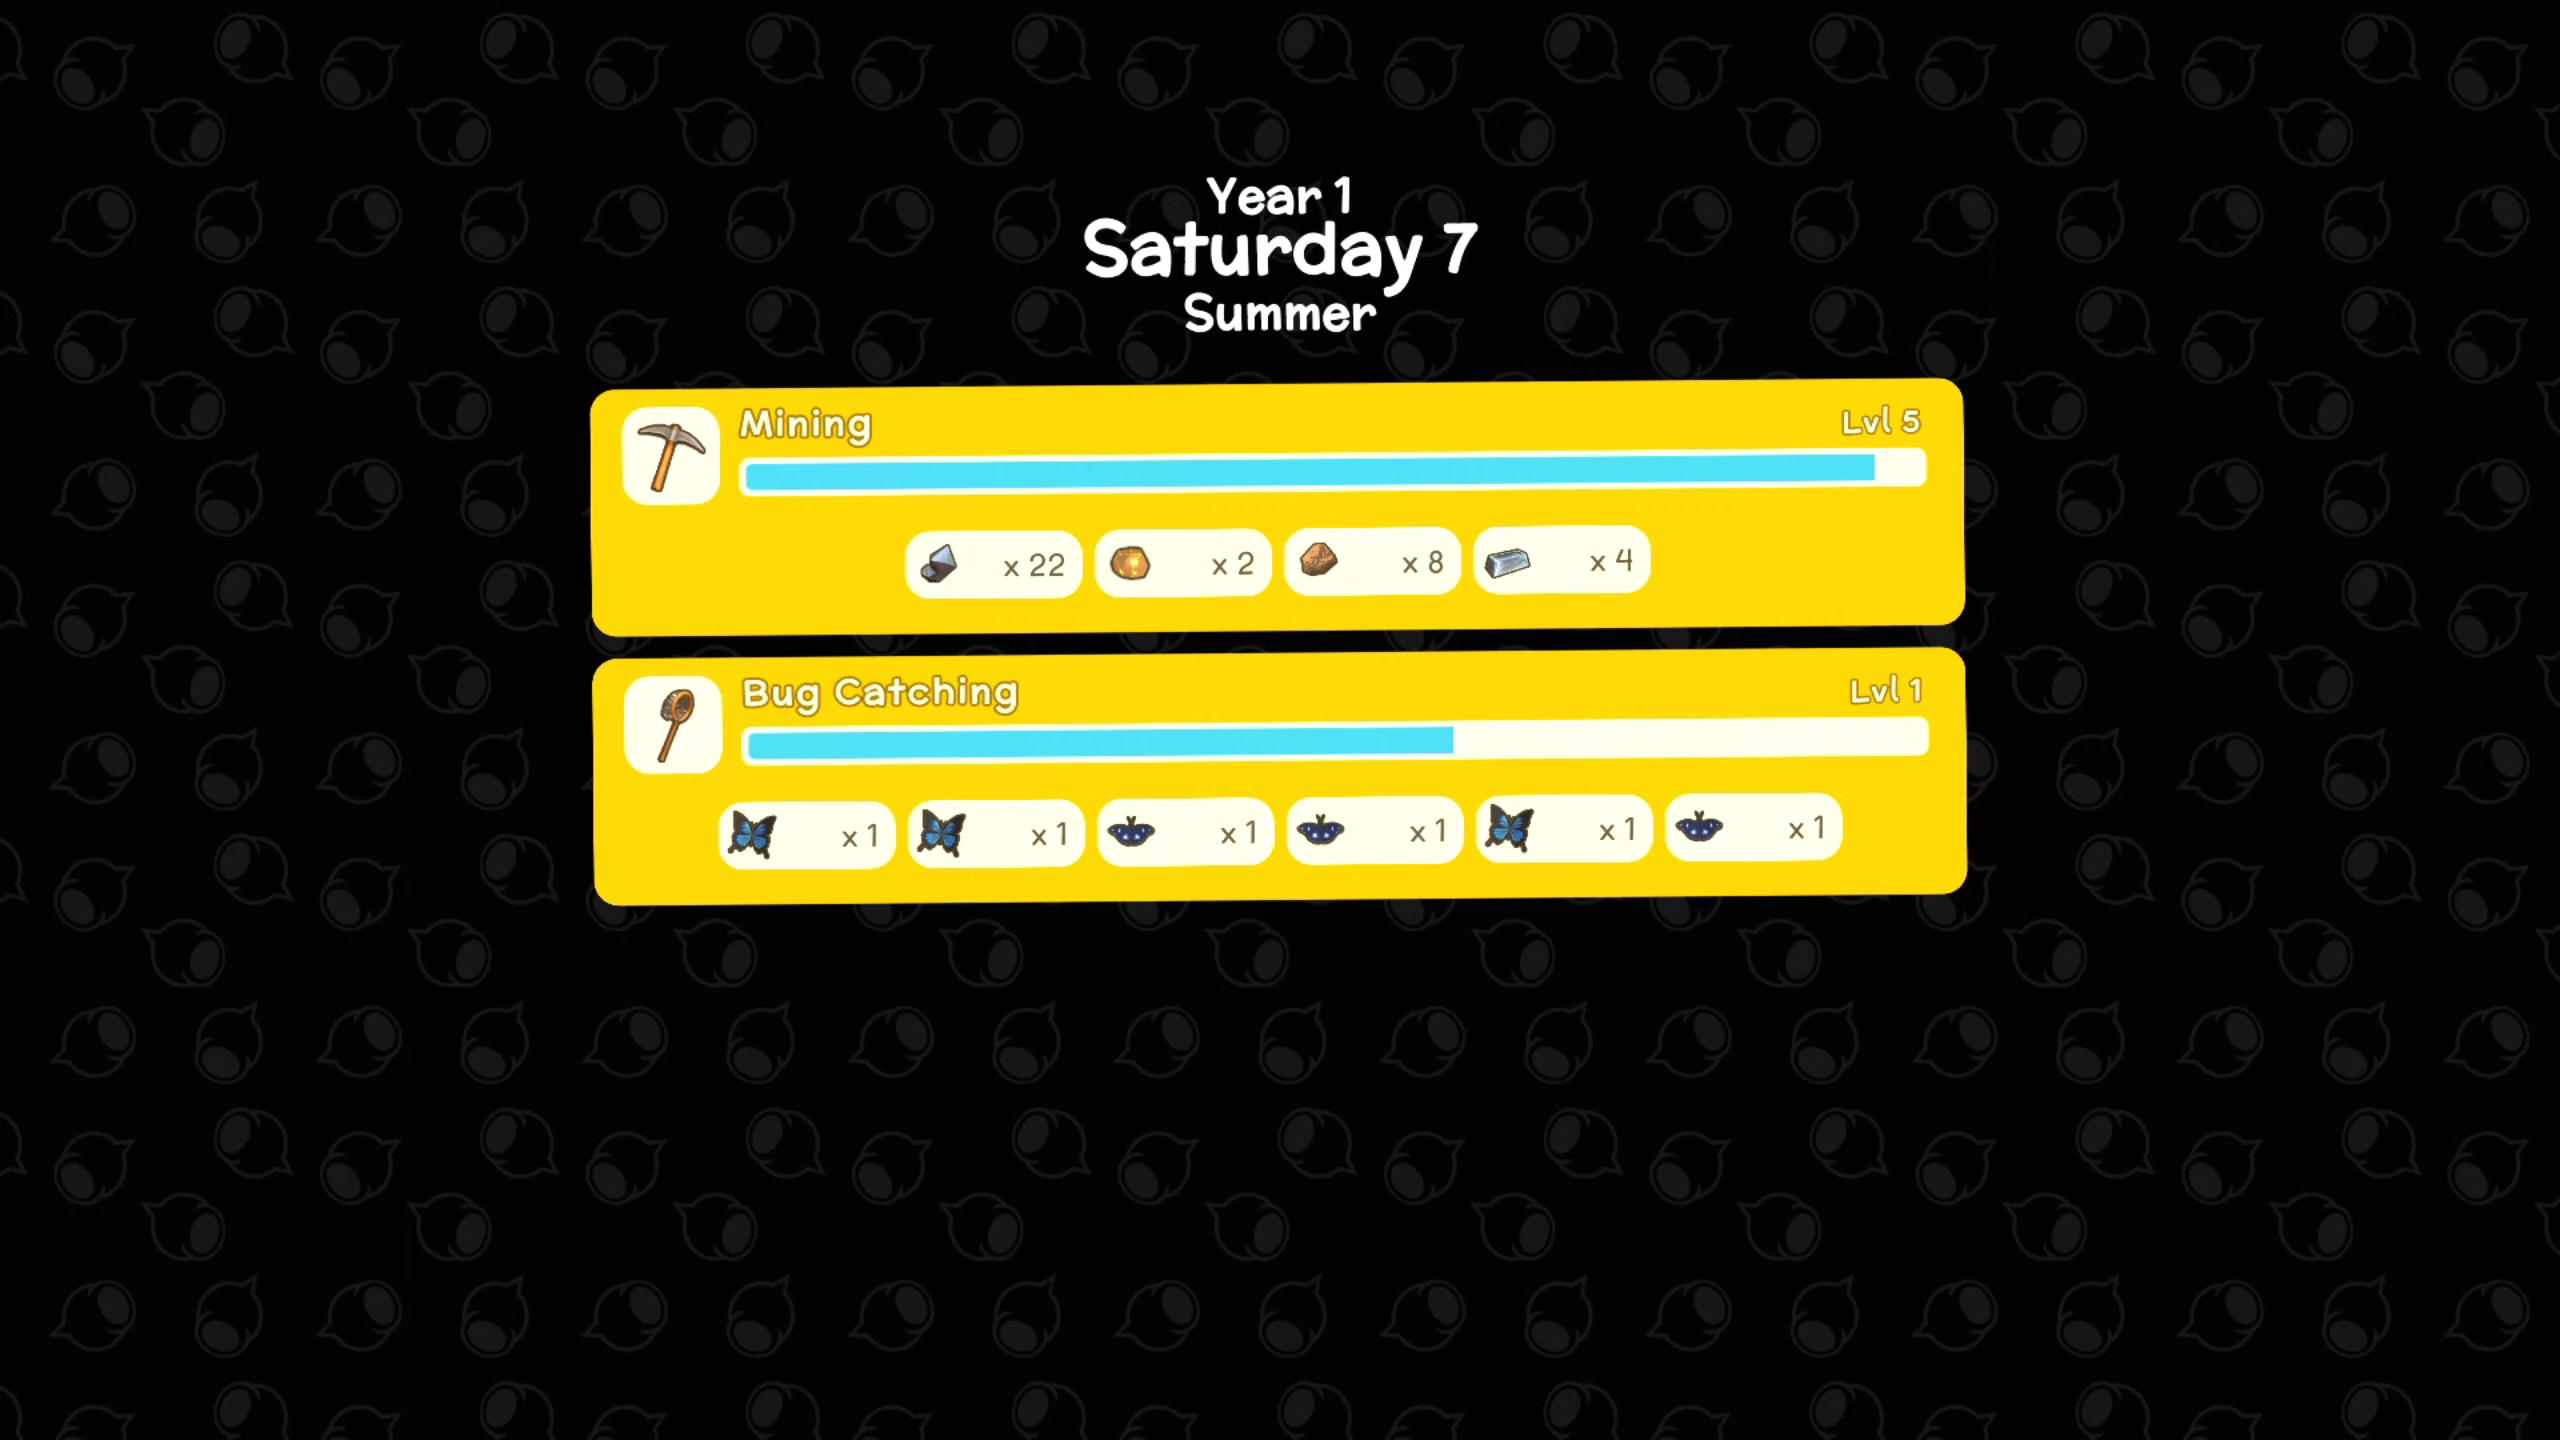 Year 1
Saturday 7
Summer
Mining
Lvl 5
x 22
x 2
x 8
x 4
Bug Catching
Lvl 1
x 1
x 1
x 1
x 1
x 1
x 1